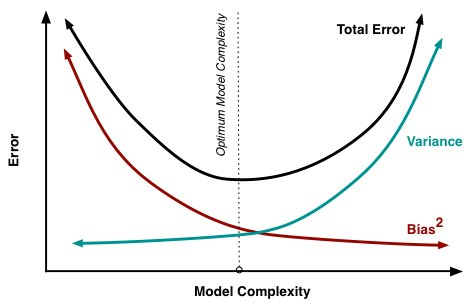 Total Error
Optimum Model Complexity
Error
Variance
Bias²
Model Complexity